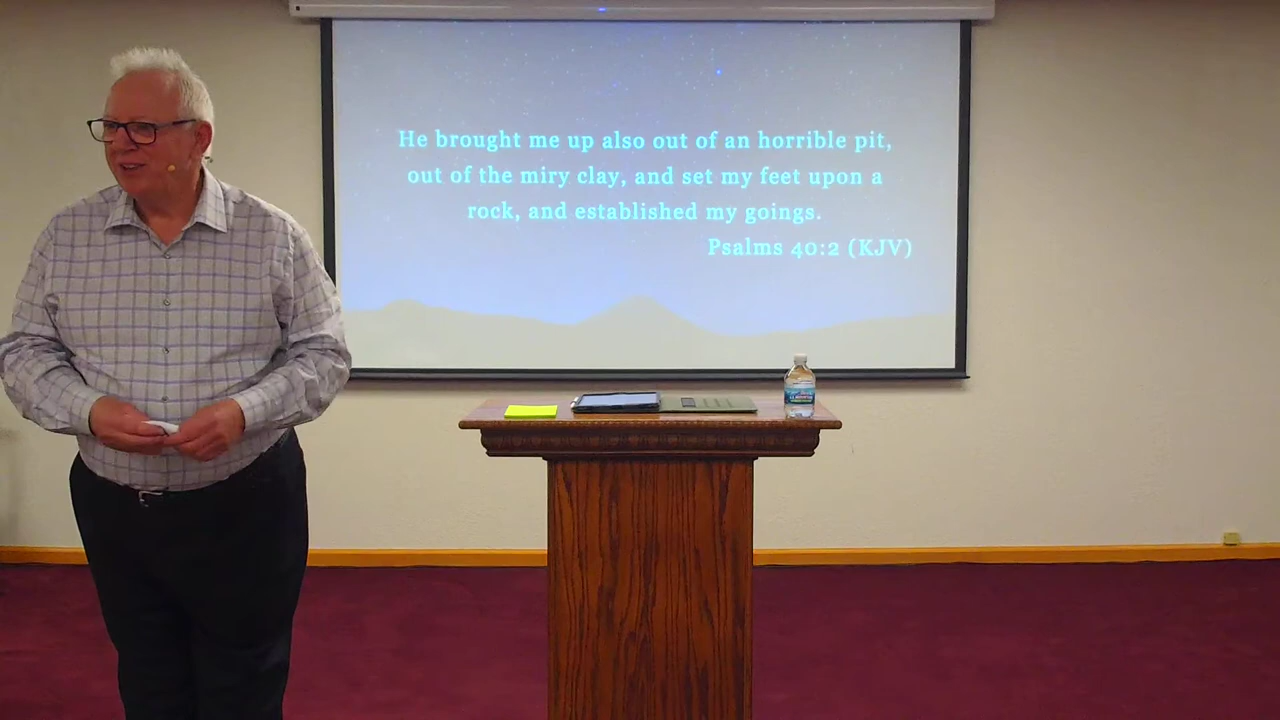 He brought me up also out of an horrible pit,
out of the miry clay, and set my feet upon a
rock, and established my goings.
Psalms 40:2 (KJV)